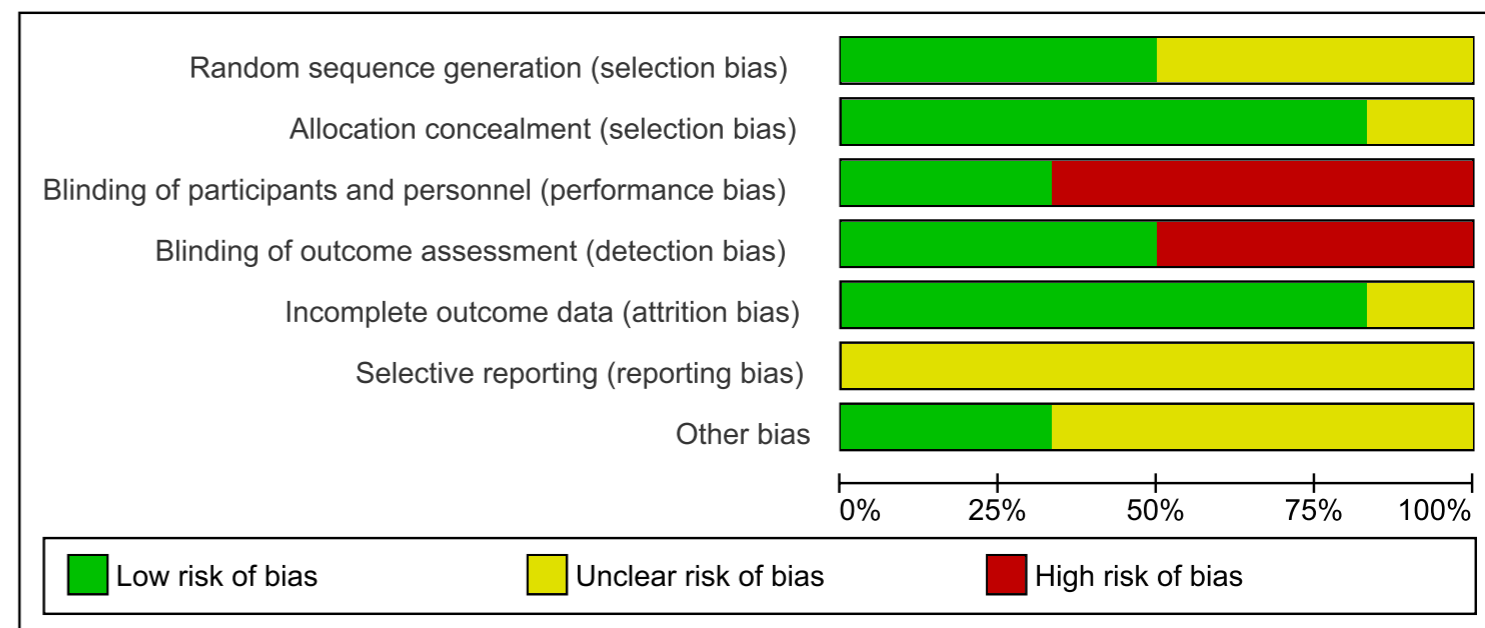 Random sequence generation (selection bias)
Allocation concealment (selection bias)
Blinding of participants and personnel (performance bias)
Blinding of outcome assessment (detection bias)
Incomplete outcome data (attrition bias)
Selective reporting (reporting bias)
Other bias
0% 25% 50% 75% 100%
Low risk of bias Unclear risk of bias High risk of bias